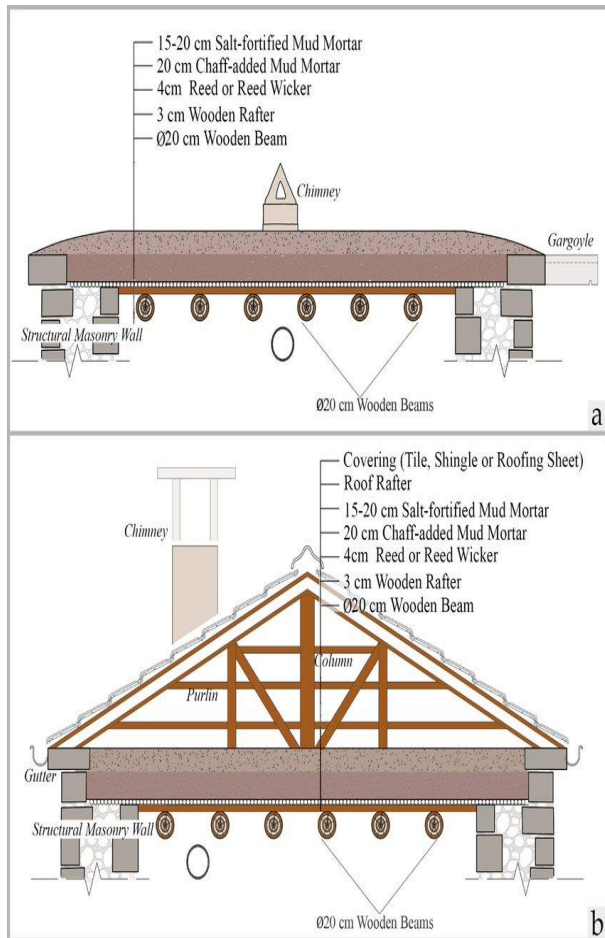 15-20 cm Salt-fortified Mud Mortar
20 cm Chaff-added Mud Mortar
4cm Reed or Reed Wicker
3 cm Wooden Rafter
Ø20 cm Wooden Beam
Chimney
Gargoyle
Structural Masonry Wall
Ø20 cm Wooden Beams
a
Covering (Tile, Shingle or Roofing Sheet)
Roof Rafter
15-20 cm Salt-fortified Mud Mortar
20 cm Chaff-added Mud Mortar
4cm Reed or Reed Wicker
3 cm Wooden Rafter
Ø20 cm Wooden Beam
Chimney
Column
Purlin
Gutter
Structural Masonry Wall
Ø20 cm Wooden Beams
b